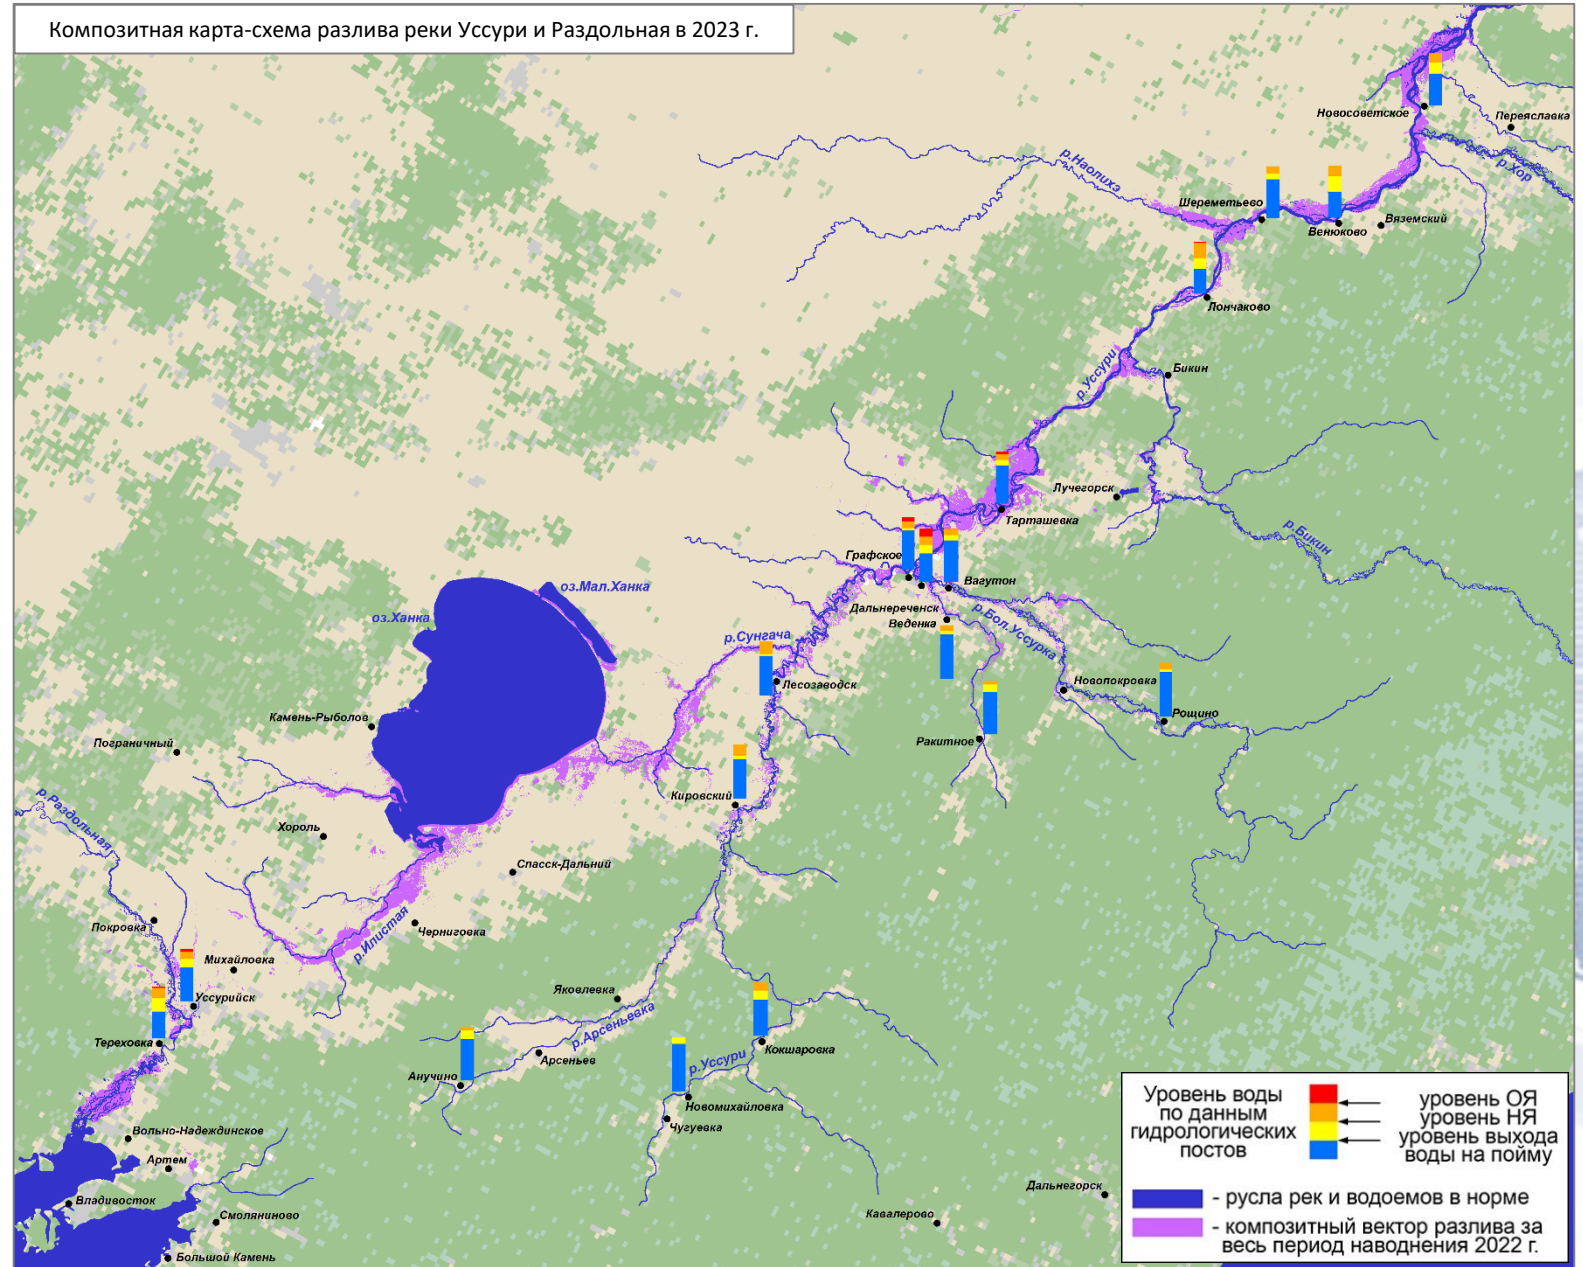 Композитная карта-схема разлива реки Уссури и Раздольная в 2023 г.
Новосоветское
Переяславка
р.Хор
р.Наолихэ
Шереметьево
Венюково
Вяземский
Лончаково
р.Уссури
Бикин
Лучегорск
Тарташевка
р.Бикин
Графское
Вагутон
Дальнереченск
Веденка
р.Бол.Уссурка
оз.Мал.Ханка
оз.Ханка
р.Сунгача
Лесозаводск
Новопокровка
Рощино
Ракитное
Камень-Рыболов
Пограничный
Кировский
р.Раздольная
Хороль
Спасск-Дальний
Покровка
Черниговка
р.Илистая
Михайловка
Уссурийск
Яковлевка
р.Арсеньевка
Тереховка
Арсеньев
Анучино
Кокшаровка
р.Уссури
Новомихайловка
Чугуевка
Вольно-Надеждинское
Артем
Владивосток
Смоляниново
Большой Камень
Дальнегорск
Кавалерово
Уровень воды
по данным
гидрологических
постов
уровень ОЯ
уровень НЯ
уровень выхода
воды на пойму
- русла рек и водоемов в норме
- композитный вектор разлива за
весь период наводнения 2022 г.